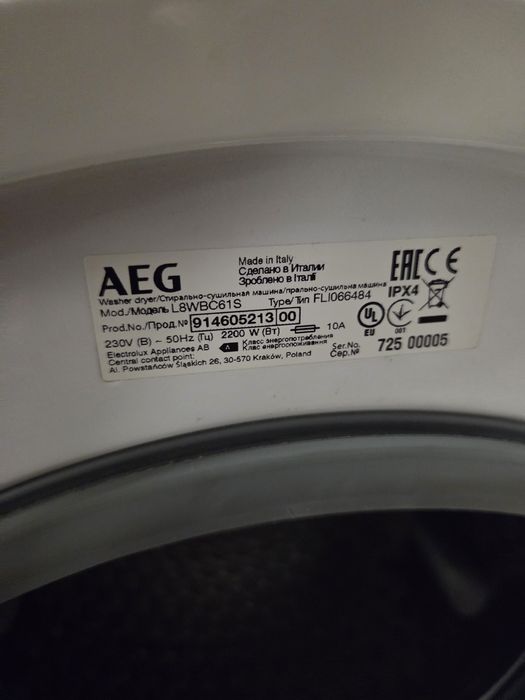 AEG
Made in Italy
Сделано в Италии
Зроблено в Італії
EAC CE
Washer dryer/Стирально-сушильная машина/прально-сушильна машина
Mod./Модель L8WBC61S Type/Тип FLI066484
IPX4
Prod.No./Прод.№ 914605213 00
230V (В) ~ 50Hz (Гц) 2200 W (Вт) 10A
UL
EU
001
Electrolux Appliances AB A Класс энергопотребления
Клас енергоспоживання
Central contact point:
Al. Powstańców Śląskich 26, 30-570 Kraków, Poland
Ser.No.
Сер.№ 725 00005